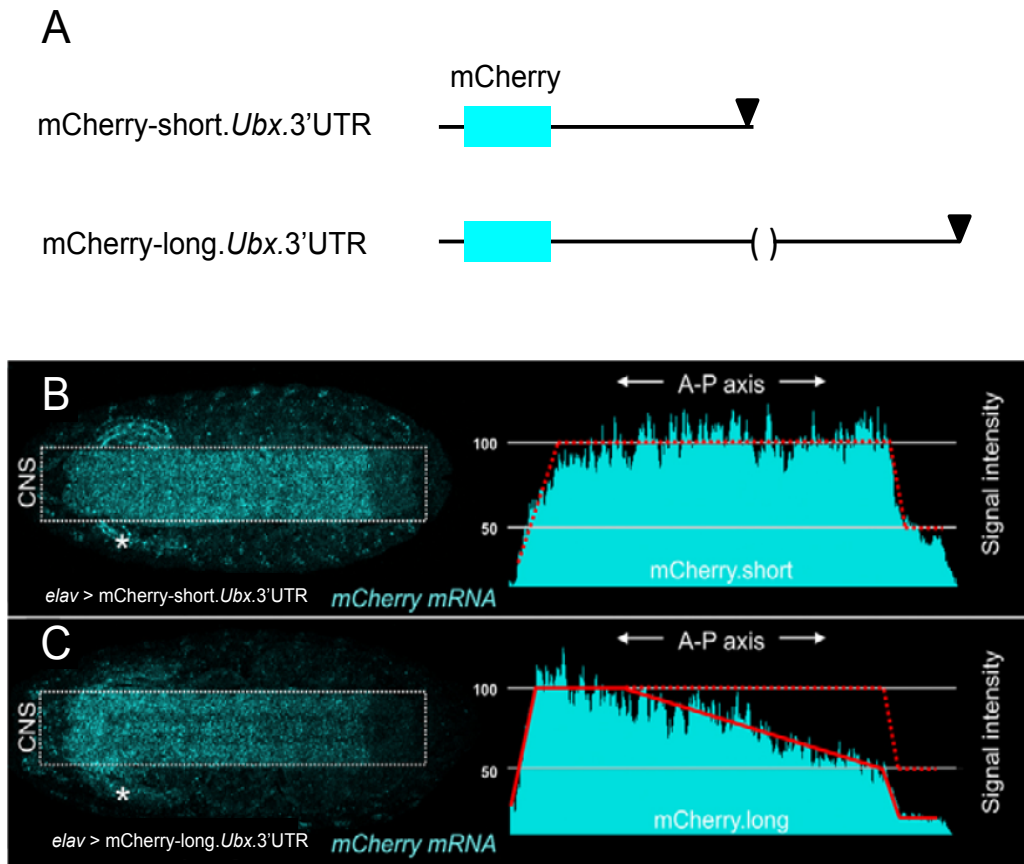 A
mCherry
mCherry-short.Ubx.3'UTR
mCherry-long.Ubx.3'UTR
( )
B
CNS
*
elav > mCherry-short.Ubx.3'UTR
mCherry mRNA
A-P axis
100
50
mCherry.short
Signal intensity
C
CNS
*
elav > mCherry-long.Ubx.3'UTR
mCherry mRNA
A-P axis
100
50
mCherry.long
Signal intensity